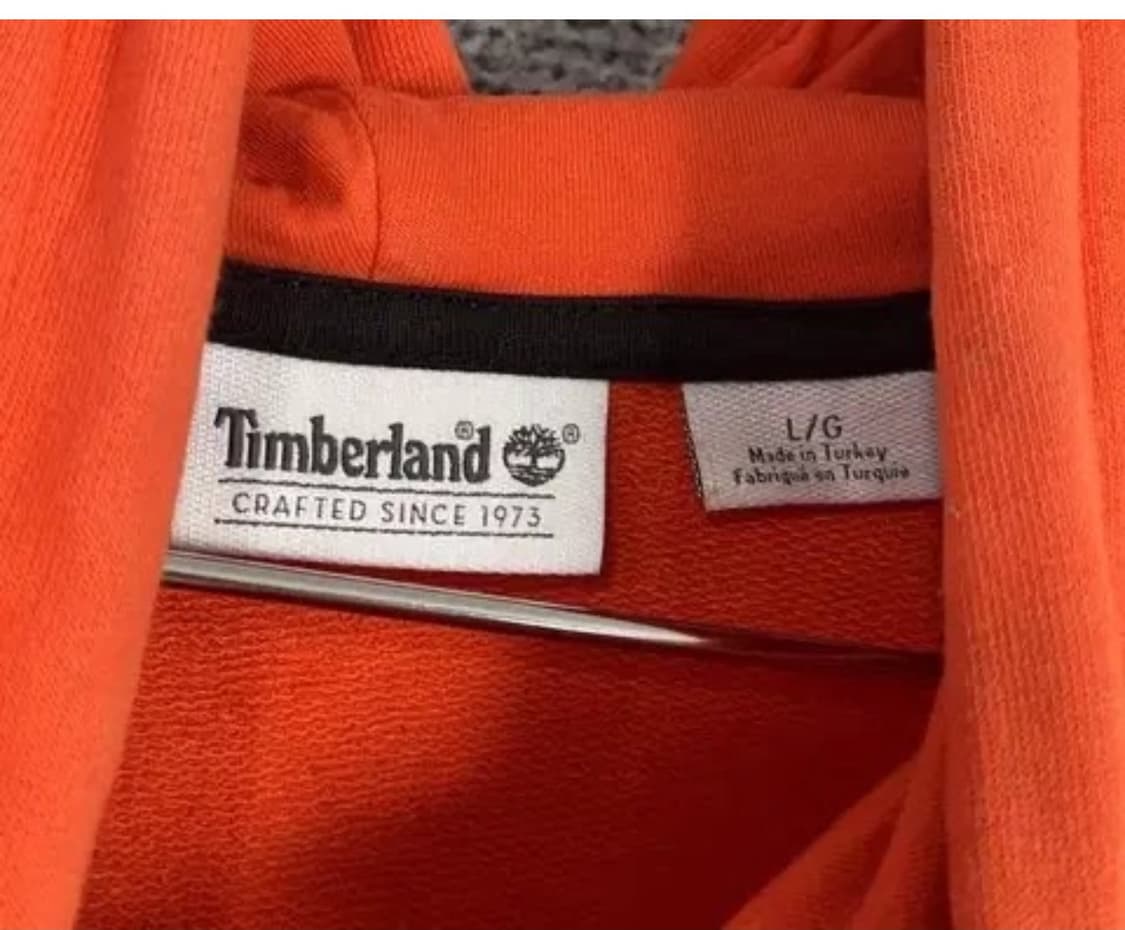 Timberland® ®
CRAFTED SINCE 1973
L/G
Made in Turkey
Fabriqué en Turquie